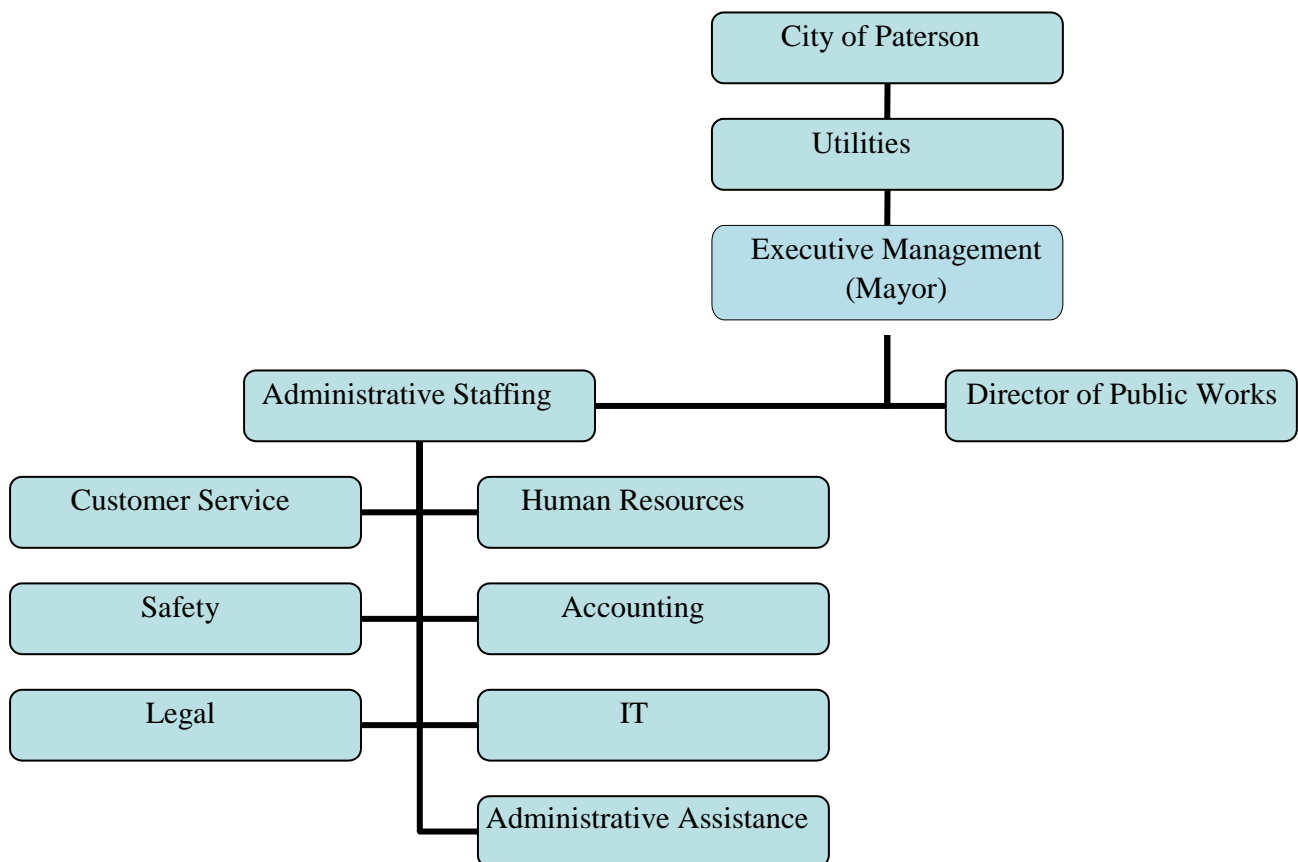 City of Paterson
Utilities
Executive Management
(Mayor)
Administrative Staffing
Director of Public Works
Customer Service
Human Resources
Safety
Accounting
Legal
IT
Administrative Assistance